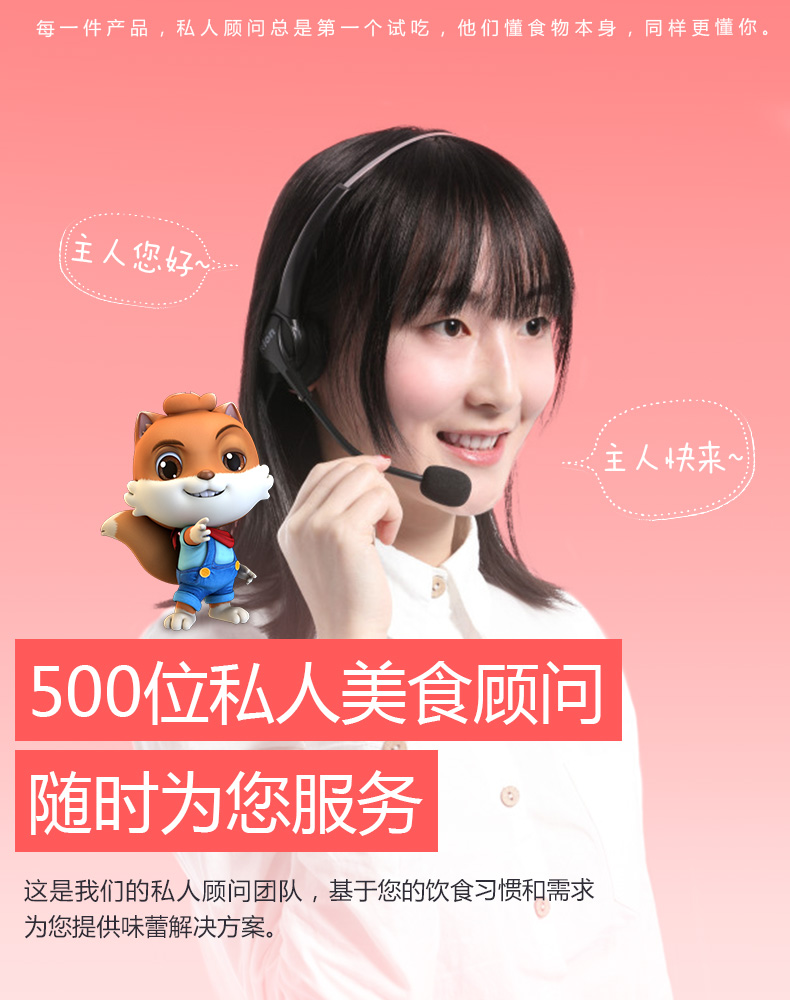 每一件产品，私人顾问总是第一个试吃，他们懂食物本身，同样更懂你。
主人您好~
主人快来~
500位私人美食顾问
随时为您服务
这是我们的私人顾问团队，基于您的饮食习惯和需求
为您提供味蕾解决方案。